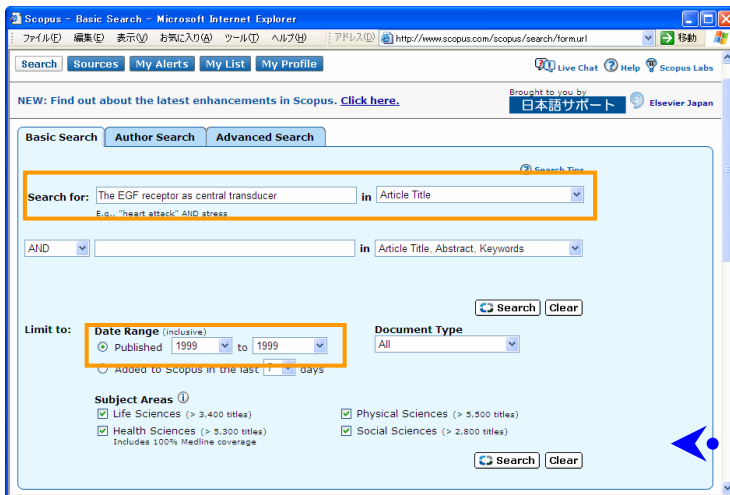 Scopus - Basic Search - Microsoft Internet Explorer
ファイル(F) 編集(E) 表示(V) お気に入り(A) ツール(T) ヘルプ(H) アドレス(D) http://www.scopus.com/scopus/search/form.url 移動
Search Sources My Alerts My List My Profile Live Chat Help Scopus Labs
NEW: Find out about the latest enhancements in Scopus. Click here. Brought to you by
日本語サポート Elsevier Japan
Basic Search Author Search Advanced Search
Search Tips
Search for: The EGF receptor as central transducer in Article Title
E.g., "heart attack" AND stress
AND in Article Title, Abstract, Keywords
Search Clear
Limit to: Date Range (inclusive) Document Type
Published 1999 to 1999 All
Added to Scopus in the last 7 days
Subject Areas
Life Sciences (> 3,400 titles) Physical Sciences (> 5,500 titles)
Health Sciences (> 5,300 titles) Social Sciences (> 2,800 titles)
Includes 100% Medline coverage
Search Clear